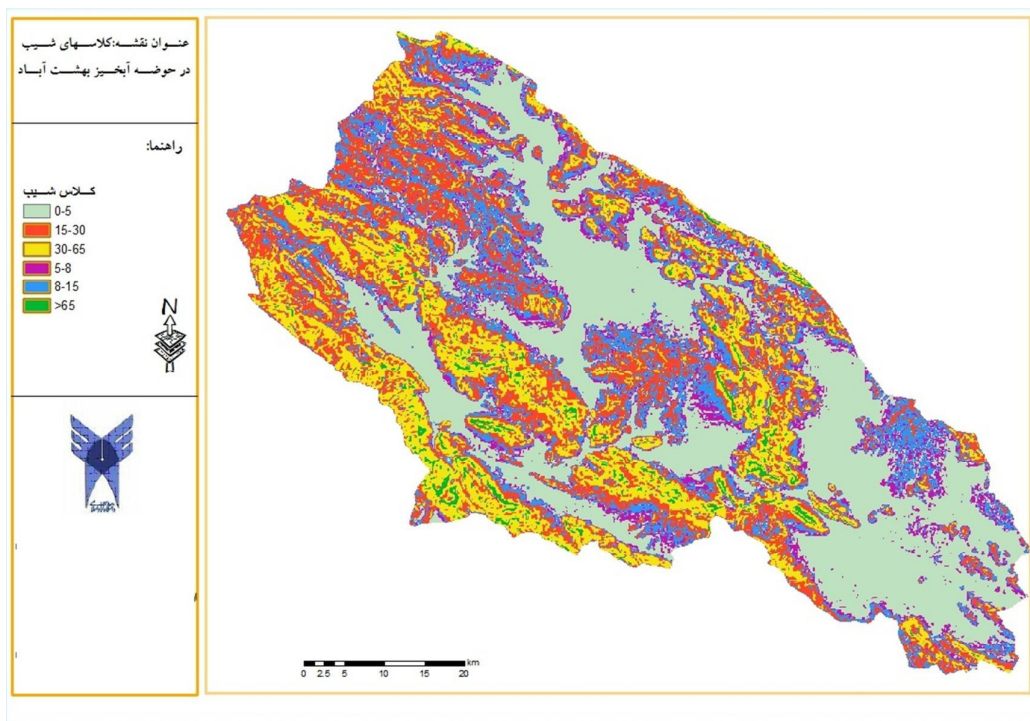 عنوان نقشه:کلاسهای شیب
در حوضه آبخیز بهشت آباد
راهنما:
کلاس شیب
0-5
15-30
30-65
5-8
8-15
>65
N
km
0 2.5 5 10 15 20